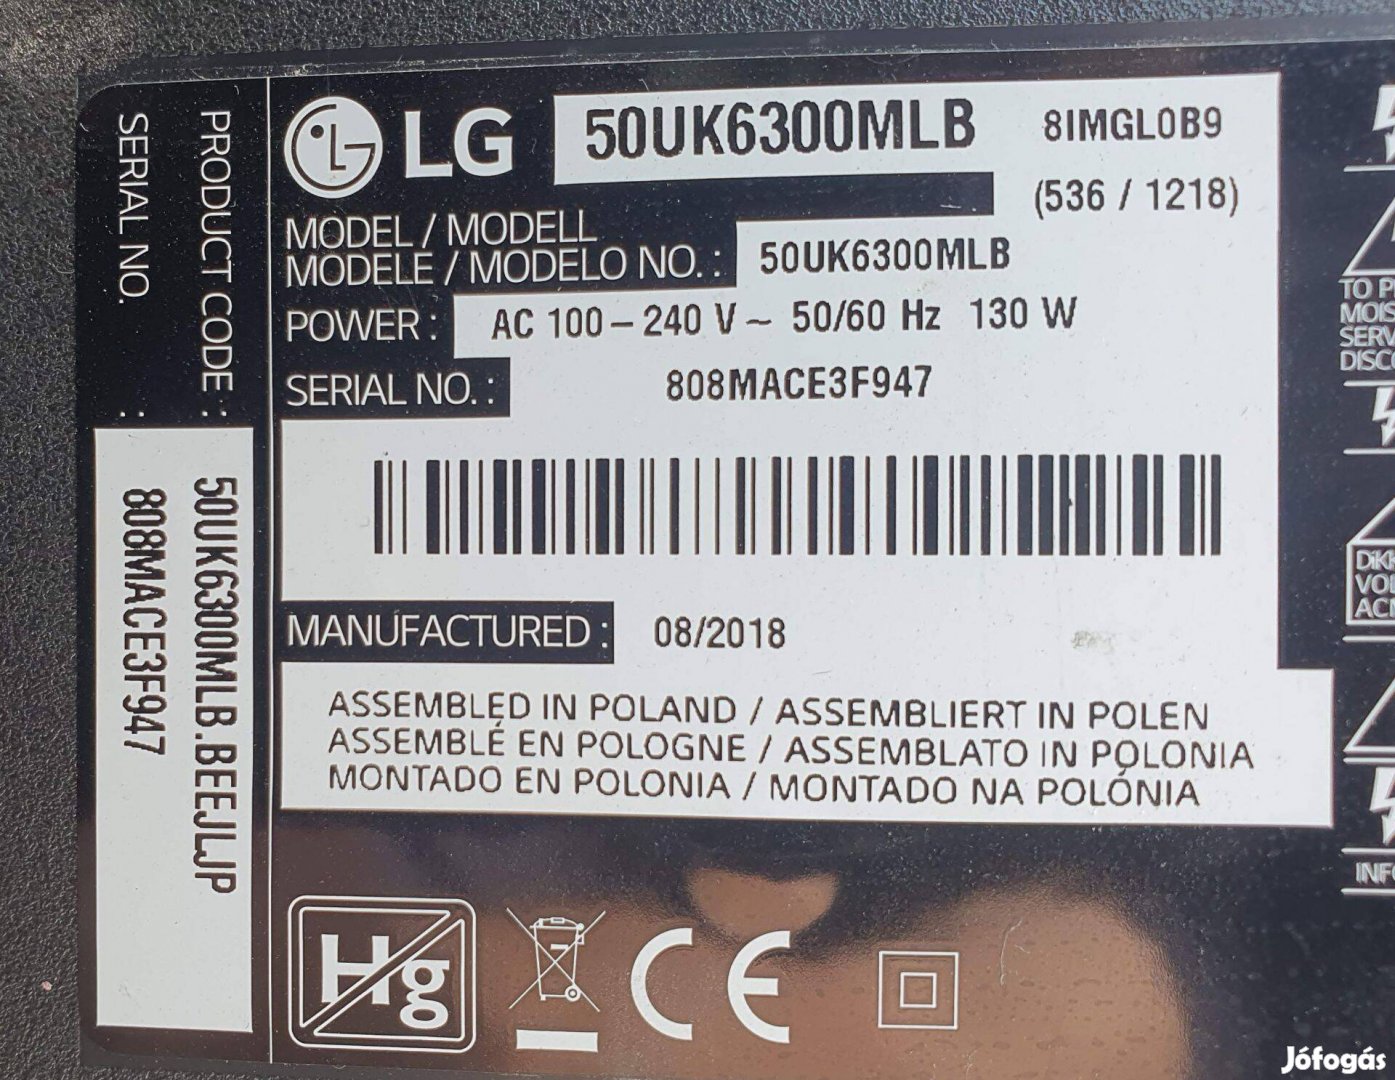 LG 50UK6300MLB 8IMGL0B9
(536 / 1218)
MODEL / MODELL
MODELE / MODELO NO. : 50UK6300MLB
POWER : AC 100 – 240 V ~ 50/60 Hz 130 W
SERIAL NO. : 808MACE3F947
MANUFACTURED : 08/2018
ASSEMBLED IN POLAND / ASSEMBLIERT IN POLEN
ASSEMBLÉ EN POLOGNE / ASSEMBLATO IN POLONIA
MONTADO EN POLONIA / MONTADO NA POLÓNIA
Hg
CE
PRODUCT CODE : 50UK6300MLB.BEEJLJP
SERIAL NO. : 808MACE3F947
TO
Jófogás